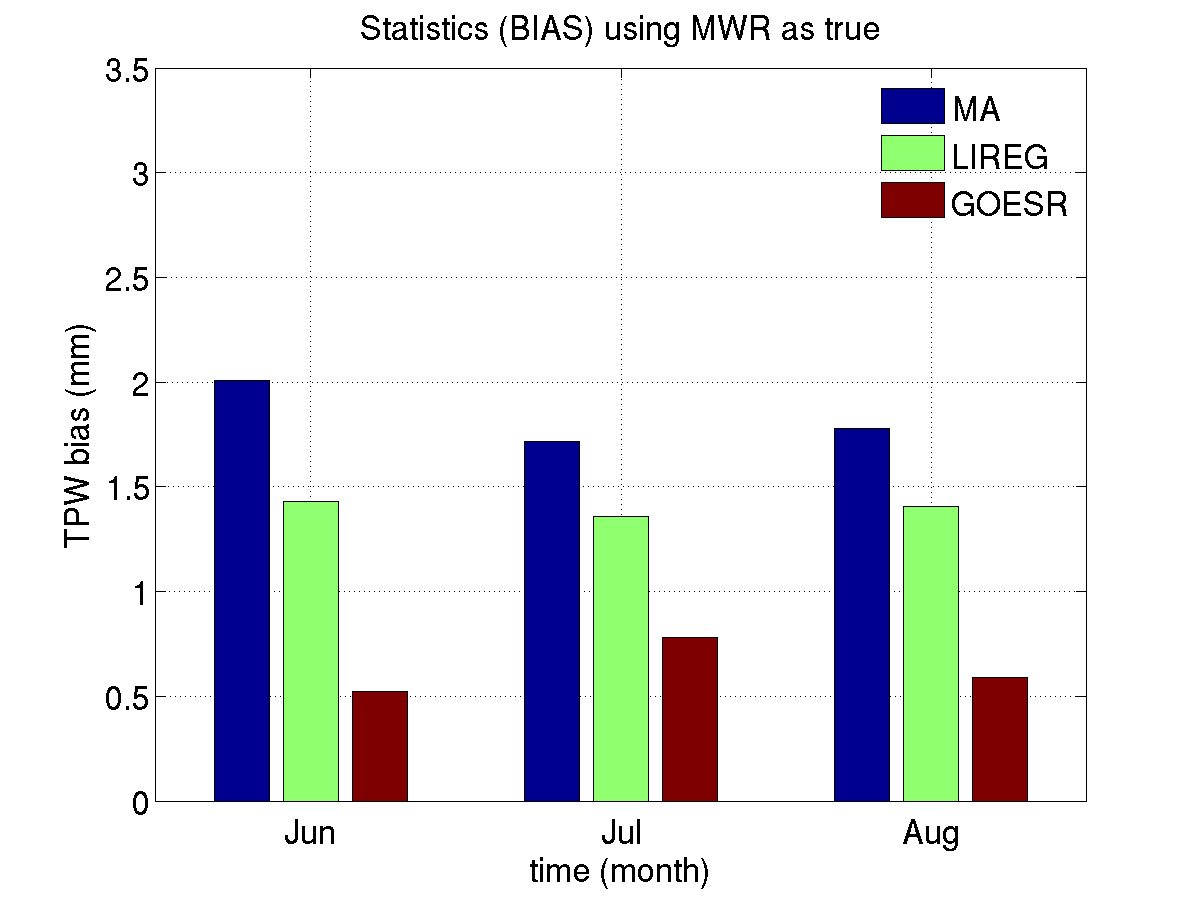 Statistics (BIAS) using MWR as true
3.5
3
2.5
2
1.5
1
0.5
0
TPW bias (mm)
MA
LIREG
GOESR
Jun
Jul
Aug
time (month)